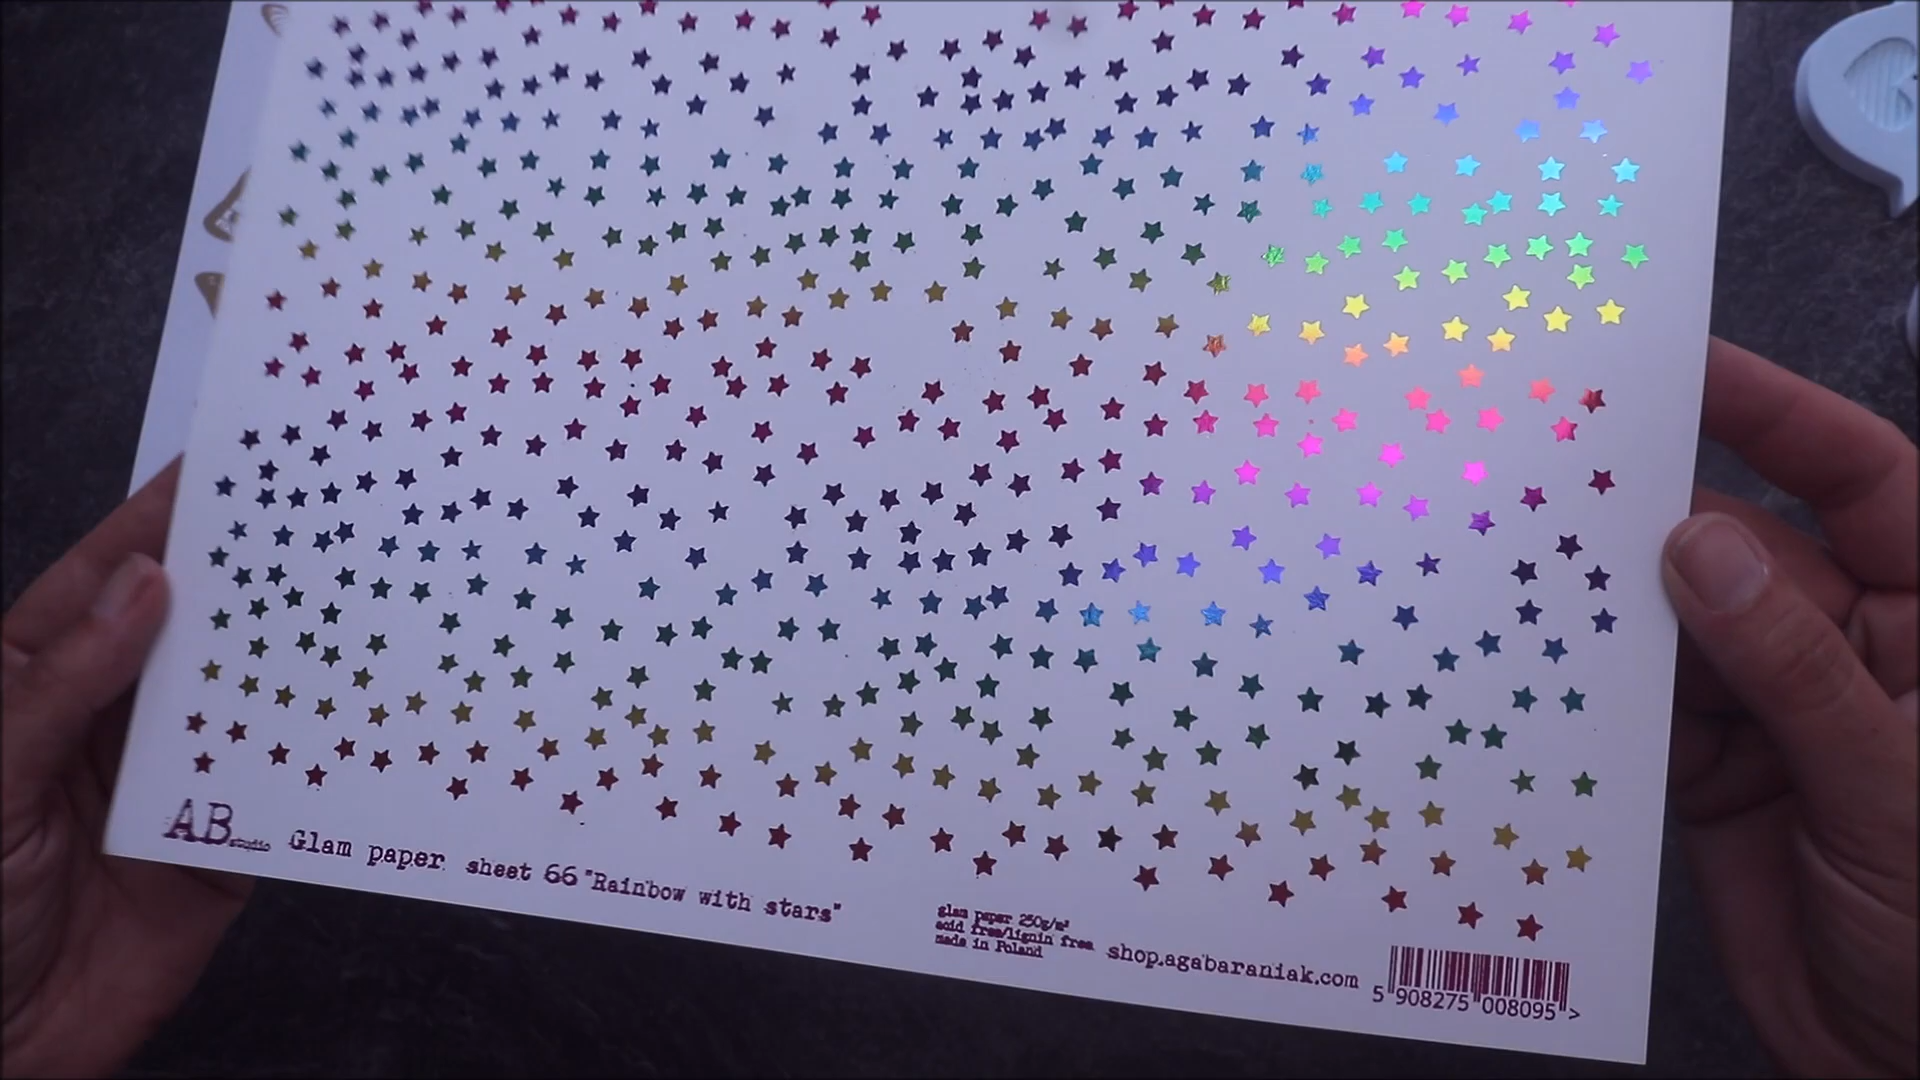 AB studio Glam paper sheet 66 "Rainbow with stars"
glam paper 250g/m²
acid free/lignin free
made in Poland
shop.agabaraniak.com
5 908275 008095 >